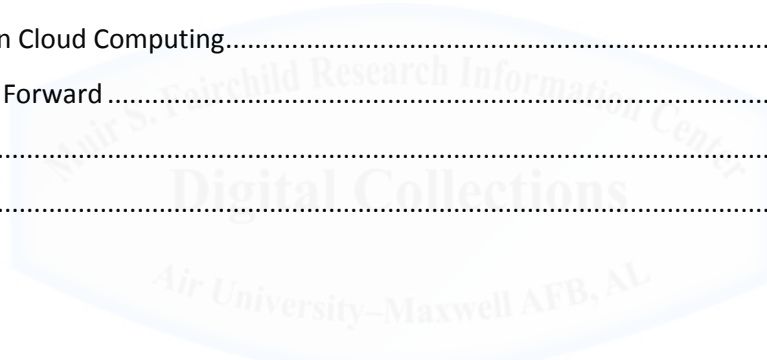 n Cloud Computing................................................................................
Forward................................................................................................
................................................................................................................
................................................................................................................
Muir S. Fairchild Research Information Center
Digital Collections
Air University–Maxwell AFB, AL